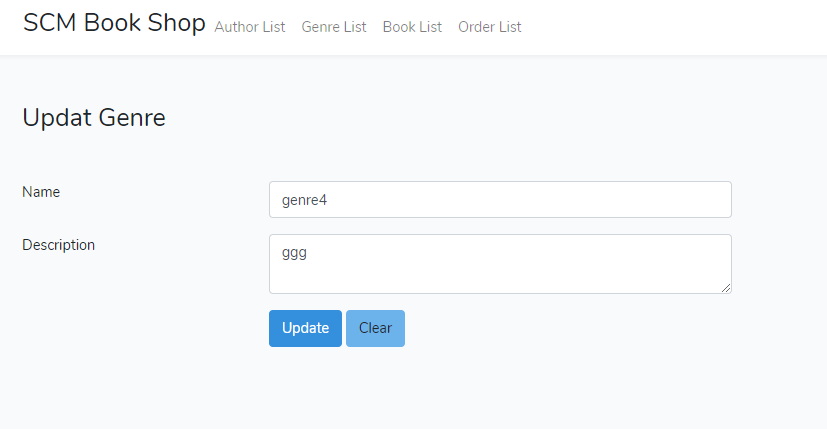 SCM Book Shop Author List Genre List Book List Order List
Updat Genre
Name genre4
Description ggg
Update Clear